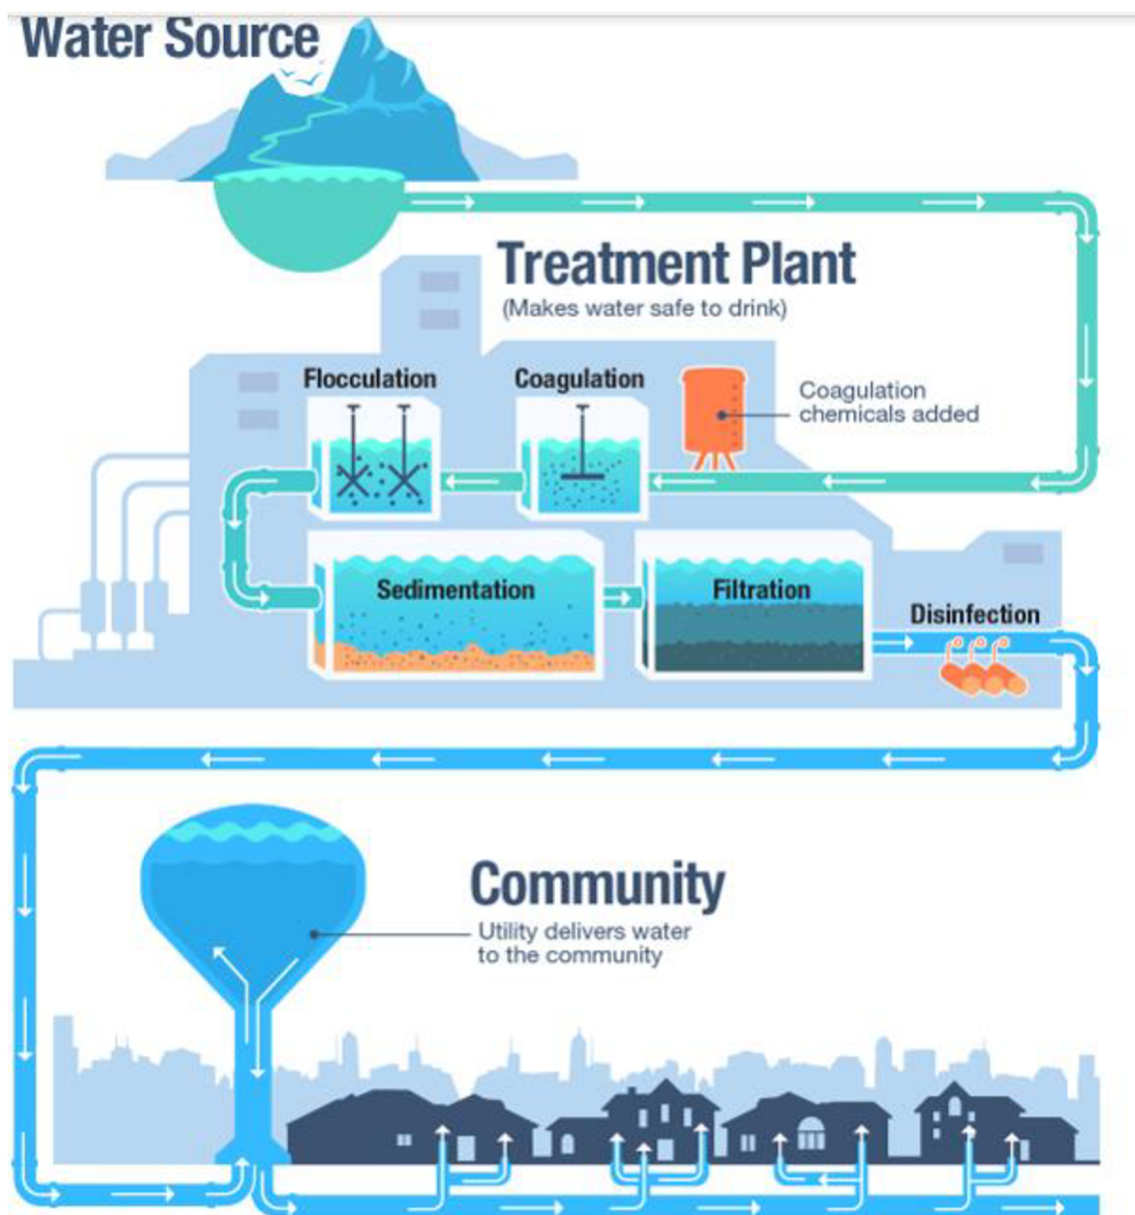 Water Source
Treatment Plant
(Makes water safe to drink)
Flocculation
Coagulation
Coagulation
chemicals added
Sedimentation
Filtration
Disinfection
Community
Utility delivers water
to the community